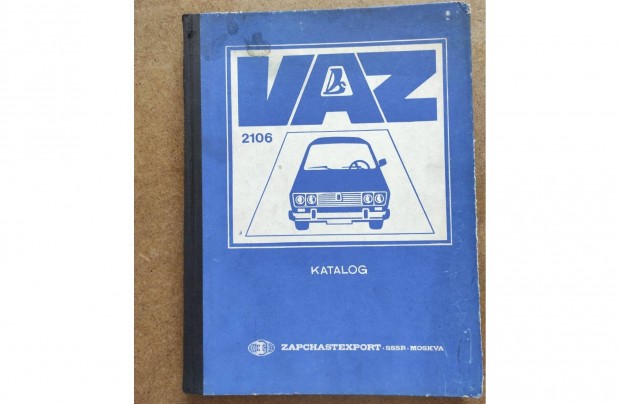 VAZ
2106
KATALOG
ZAPCHASTEXPORT · SSSR · MOSKVA